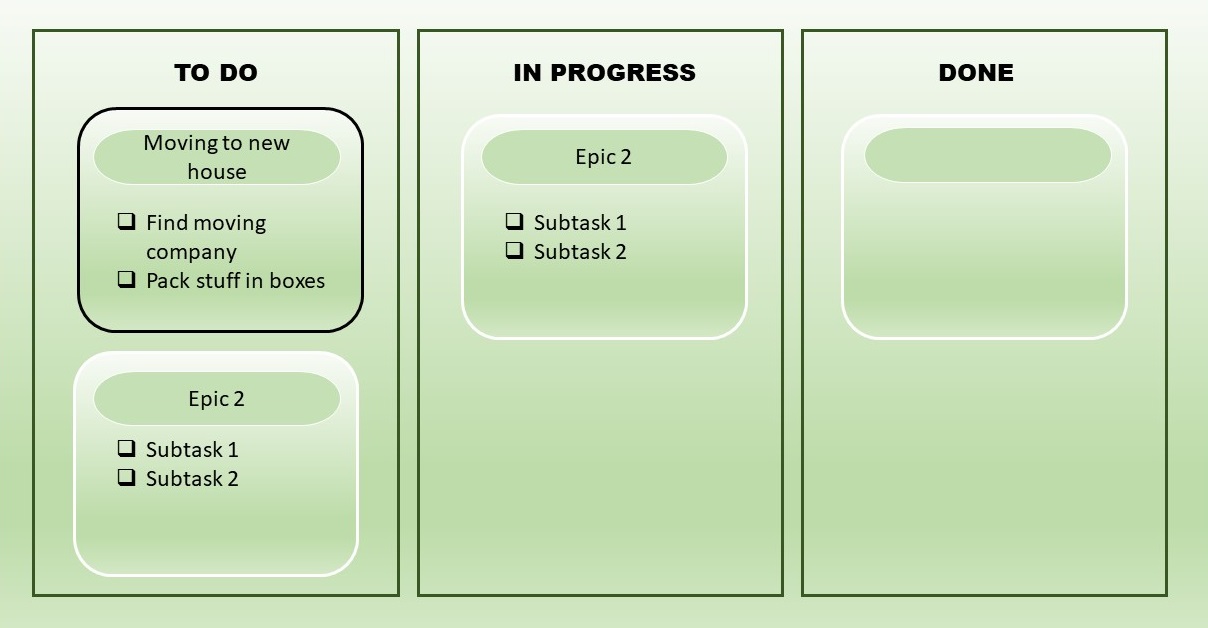 TO DO
Moving to new
house
❑ Find moving
company
❑ Pack stuff in boxes
Epic 2
❑ Subtask 1
❑ Subtask 2
IN PROGRESS
Epic 2
❑ Subtask 1
❑ Subtask 2
DONE